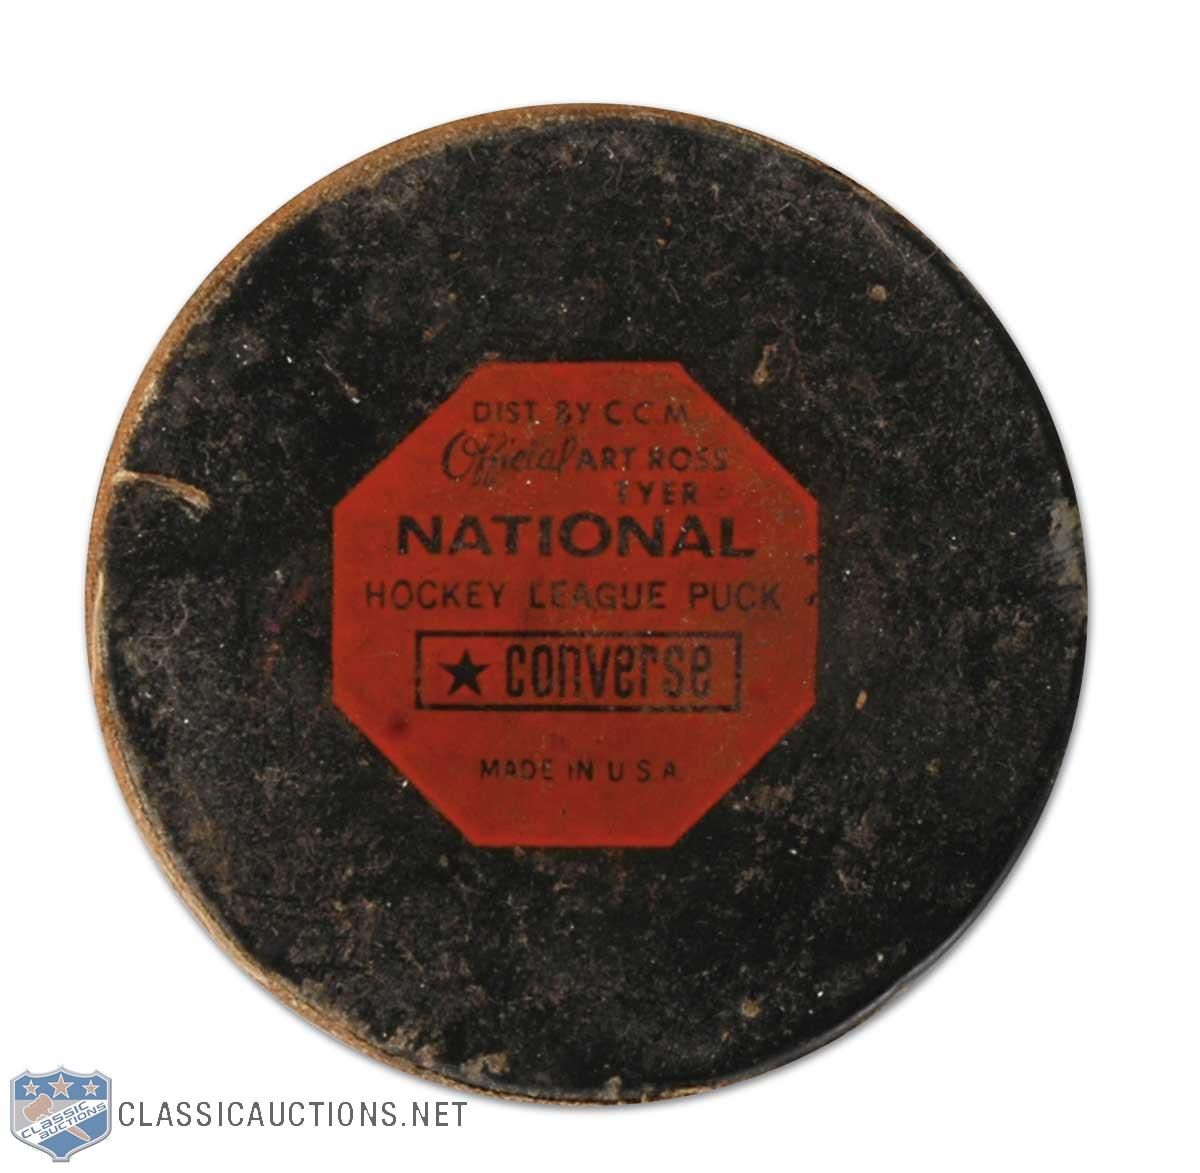 DIST. BY C.C.M.
Official ART ROSS
TYER
NATIONAL
HOCKEY LEAGUE PUCK
★ converse
MADE IN U.S.A.
CLASSIC
AUCTIONS
CLASSICAUCTIONS.NET